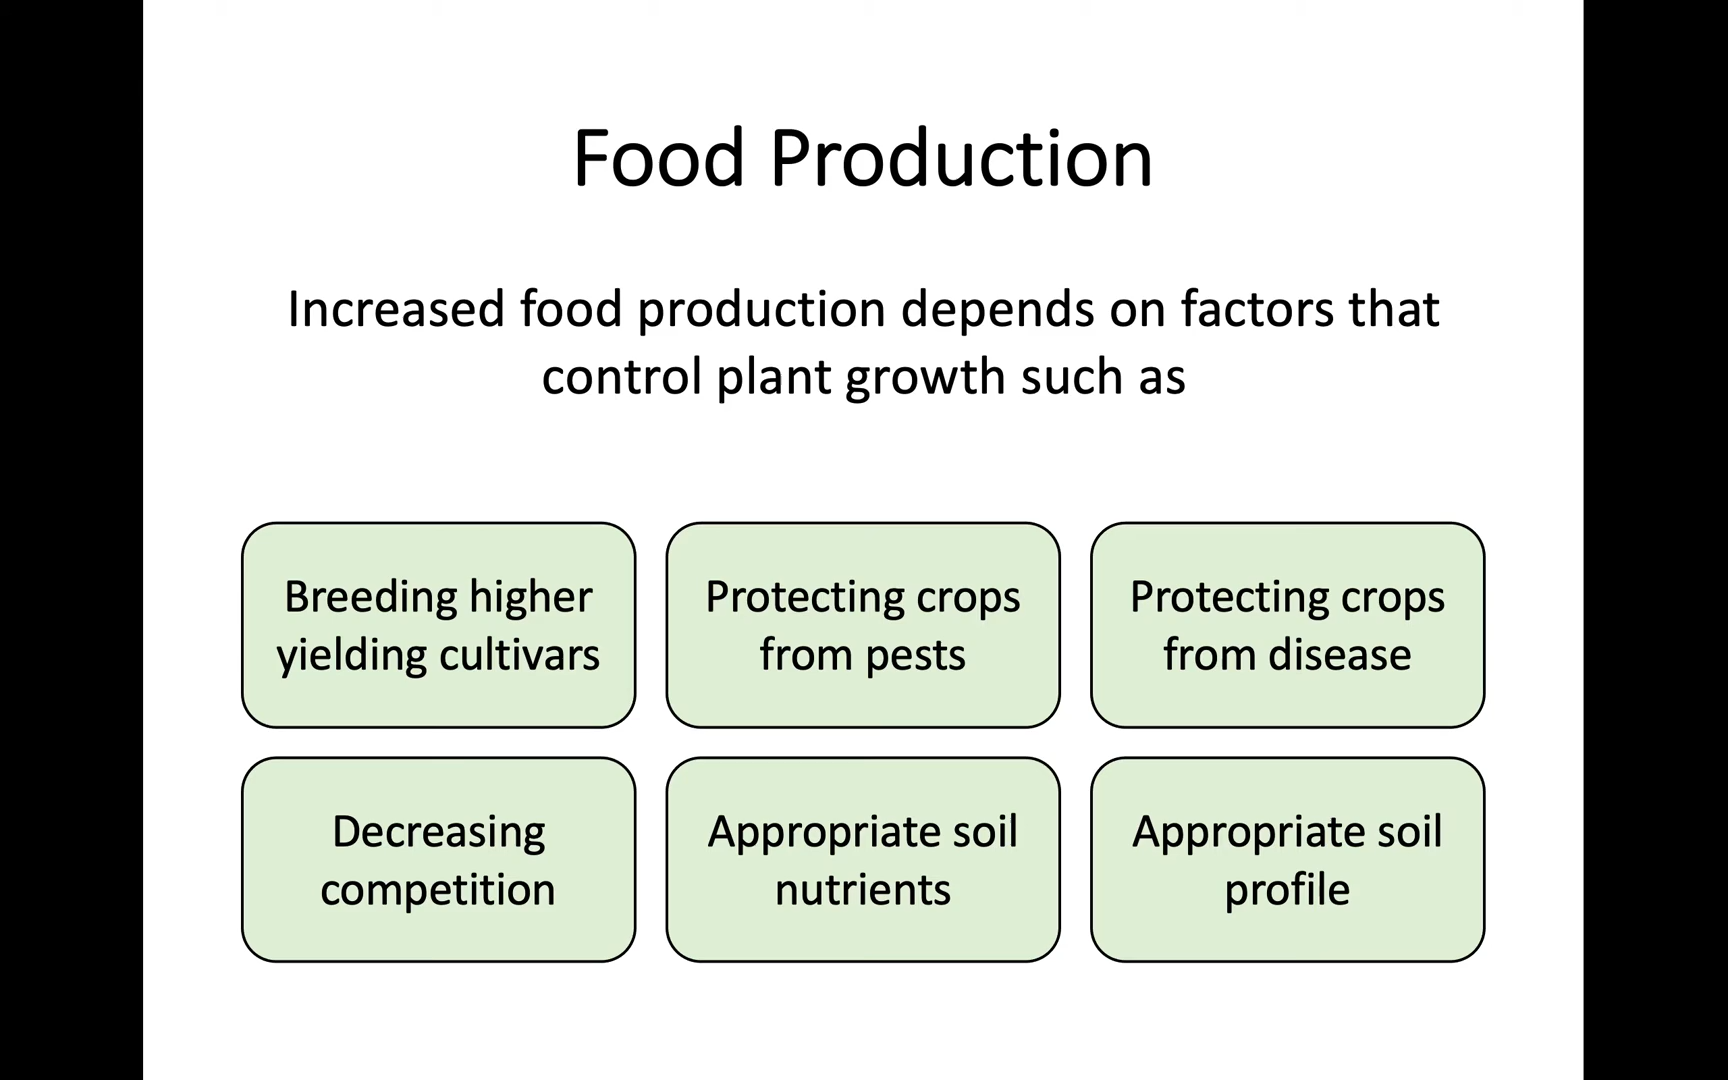 Food Production
Increased food production depends on factors that
control plant growth such as
Breeding higher
yielding cultivars
Protecting crops
from pests
Protecting crops
from disease
Decreasing
competition
Appropriate soil
nutrients
Appropriate soil
profile